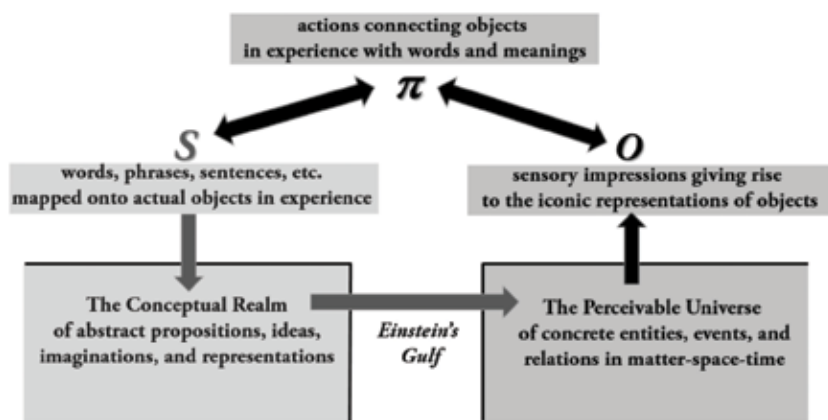 actions connecting objects
in experience with words and meanings
π
S
O
words, phrases, sentences, etc.
mapped onto actual objects in experience
sensory impressions giving rise
to the iconic representations of objects
The Conceptual Realm
of abstract propositions, ideas,
imaginations, and representations
Einstein's
Gulf
The Perceivable Universe
of concrete entities, events, and
relations in matter-space-time